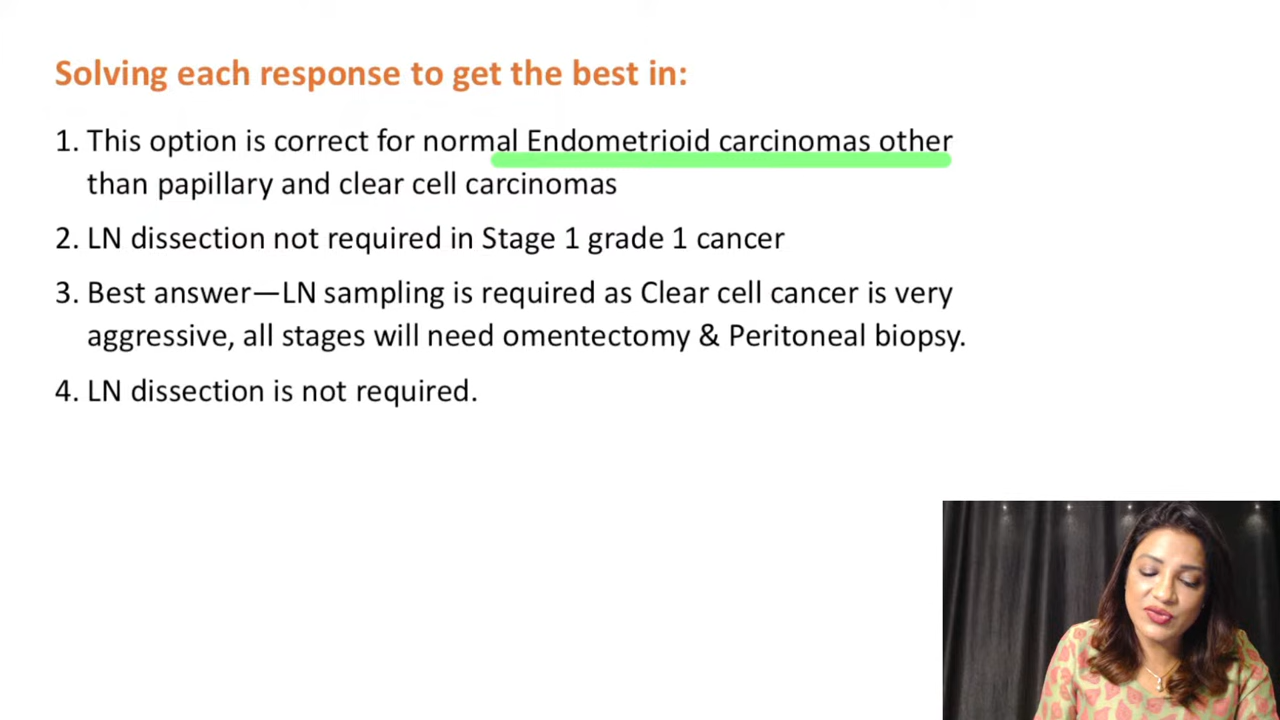 Solving each response to get the best in:
1. This option is correct for normal Endometrioid carcinomas other
than papillary and clear cell carcinomas
2. LN dissection not required in Stage 1 grade 1 cancer
3. Best answer—LN sampling is required as Clear cell cancer is very
aggressive, all stages will need omentectomy & Peritoneal biopsy.
4. LN dissection is not required.